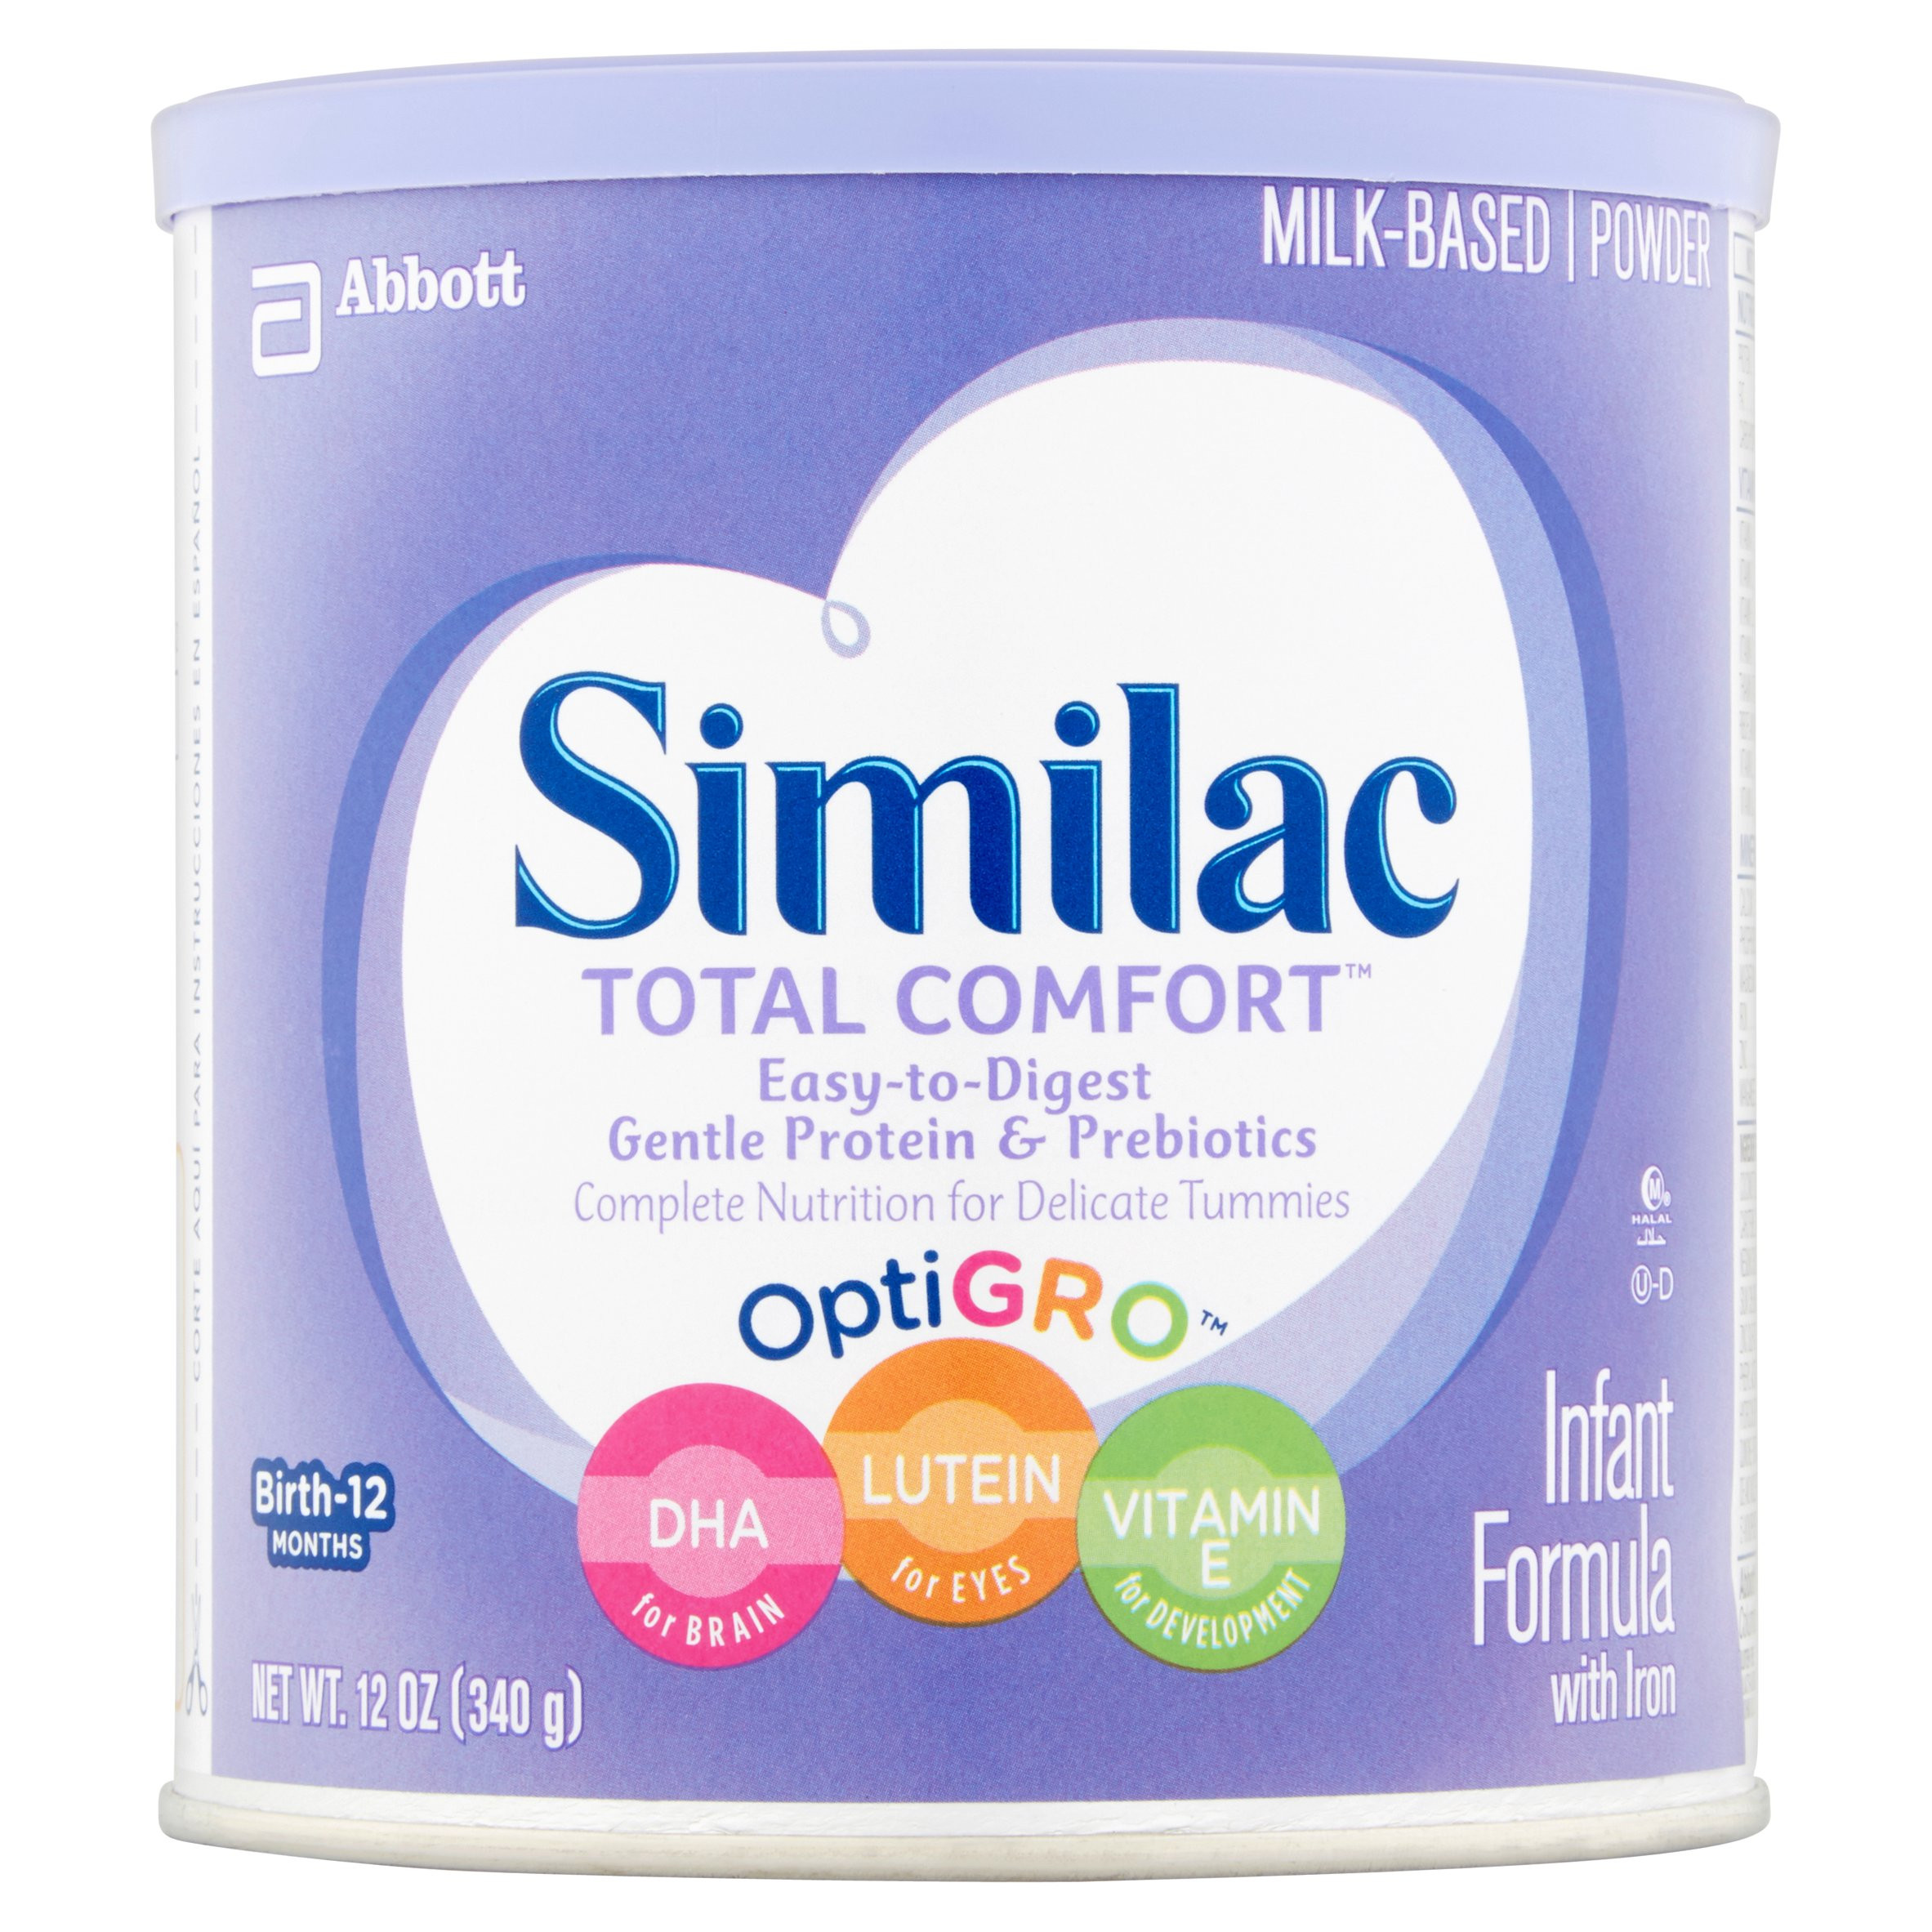 Abbott
MILK-BASED | POWDER
CORTE AQUÍ PARA INSTRUCCIONES EN ESPAÑOL
Similac
TOTAL COMFORT™
Easy-to-Digest
Gentle Protein & Prebiotics
Complete Nutrition for Delicate Tummies
OptiGRO™
M®
HALAL
حلال
U-D
DHA
for BRAIN
LUTEIN
for EYES
VITAMIN
E
for DEVELOPMENT
Birth-12
MONTHS
Infant
Formula
with Iron
NET WT. 12 OZ (340 g)